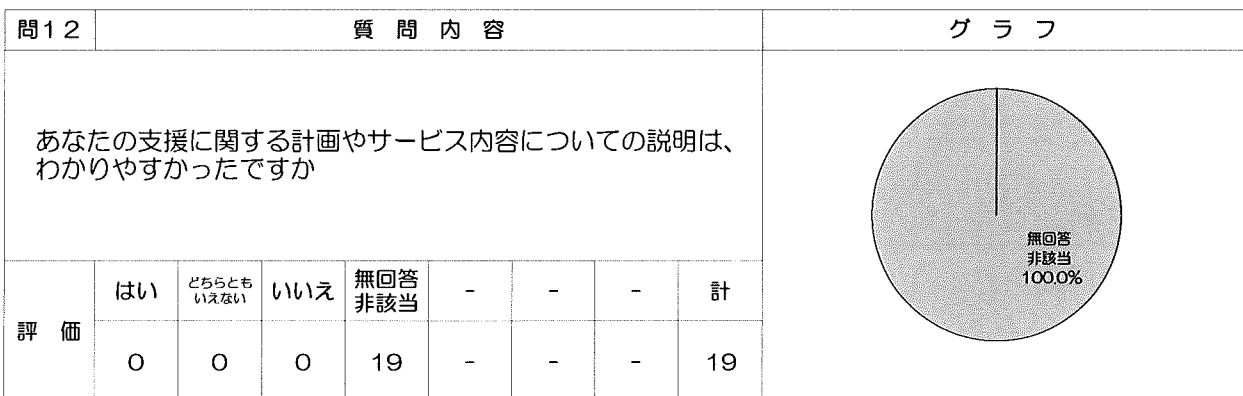 問12 質問内容 グラフ
あなたの支援に関する計画やサービス内容についての説明は、
わかりやすかったですか
無回答
非該当
100.0%
評価
はい どちらとも いいえ 無回答 - - - 計
いえない 非該当
0 0 0 19 - - - 19